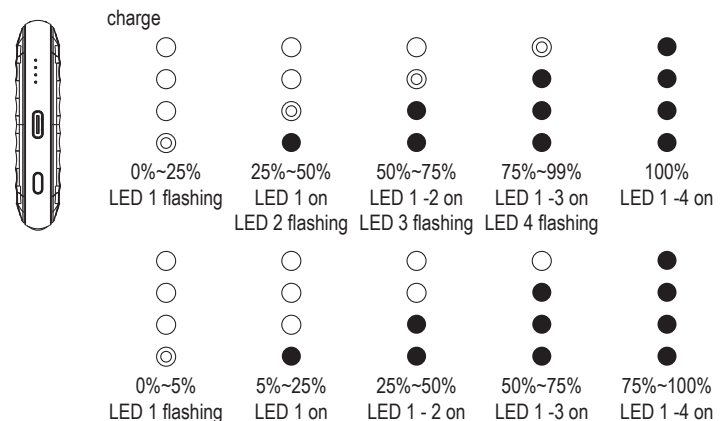 charge
0%~25% 25%~50% 50%~75% 75%~99% 100%
LED 1 flashing LED 1 on LED 1 -2 on LED 1 -3 on LED 1 -4 on
LED 2 flashing LED 3 flashing LED 4 flashing
0%~5% 5%~25% 25%~50% 50%~75% 75%~100%
LED 1 flashing LED 1 on LED 1 - 2 on LED 1 -3 on LED 1 -4 on